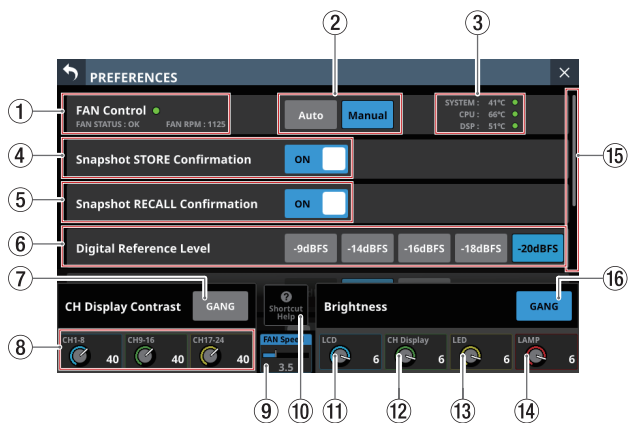 ② ③
PREFERENCES
① FAN Control Auto Manual SYSTEM : 41°C
CPU : 66°C
FAN STATUS : OK FAN RPM : 1125 DSP : 51°C
④ Snapshot STORE Confirmation ON ⑮
⑤ Snapshot RECALL Confirmation ON
⑥ Digital Reference Level -9dBFS -14dBFS -16dBFS -18dBFS -20dBFS
⑦ ⑯
CH Display Contrast GANG ? Shortcut Help Brightness GANG
⑧ CH1-8 CH9-16 CH17-24 FAN Speed LCD CH Display LED LAMP
40 40 40 3.5 6 6 6 6
⑨ ⑩ ⑪ ⑫ ⑬ ⑭